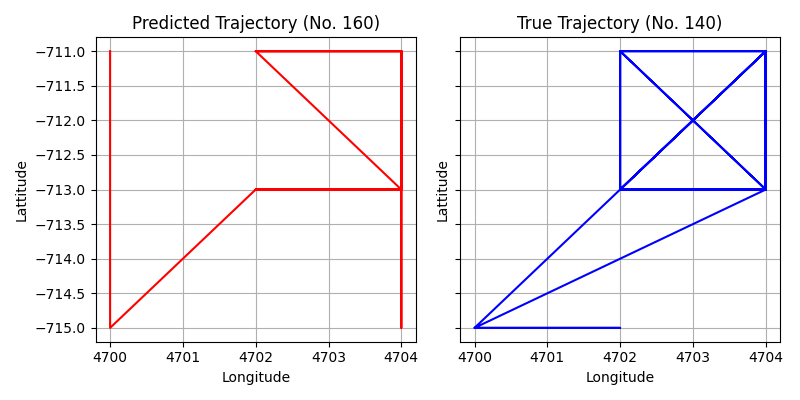 Predicted Trajectory (No. 160)
True Trajectory (No. 140)
−711.0
−711.5
−712.0
−712.5
−713.0
−713.5
−714.0
−714.5
−715.0
Lattitude
Lattitude
4700 4701 4702 4703 4704
4700 4701 4702 4703 4704
Longitude
Longitude